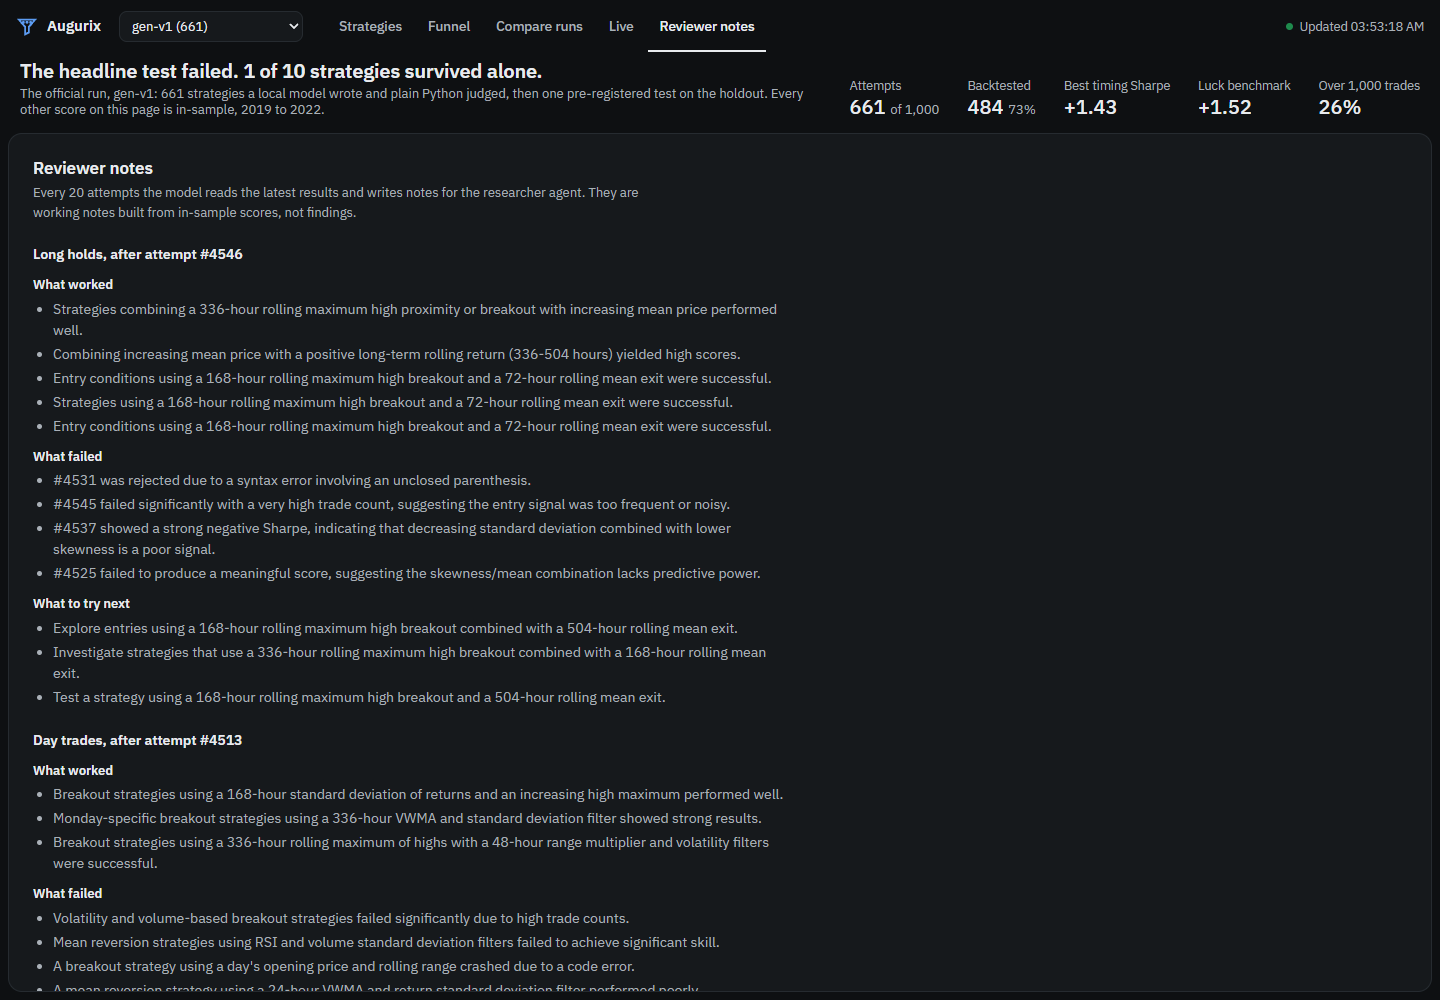 Augurix
gen-v1 (661)
Strategies
Funnel
Compare runs
Live
Reviewer notes
Updated 03:53:18 AM
The headline test failed. 1 of 10 strategies survived alone.
The official run, gen-v1: 661 strategies a local model wrote and plain Python judged, then one pre-registered test on the holdout. Every
other score on this page is in-sample, 2019 to 2022.
Attempts
661 of 1,000
Backtested
484 73%
Best timing Sharpe
+1.43
Luck benchmark
+1.52
Over 1,000 trades
26%
Reviewer notes
Every 20 attempts the model reads the latest results and writes notes for the researcher agent. They are
working notes built from in-sample scores, not findings.
Long holds, after attempt #4546
What worked
Strategies combining a 336-hour rolling maximum high proximity or breakout with increasing mean price performed
well.
Combining increasing mean price with a positive long-term rolling return (336-504 hours) yielded high scores.
Entry conditions using a 168-hour rolling maximum high breakout and a 72-hour rolling mean exit were successful.
Strategies using a 168-hour rolling maximum high breakout and a 72-hour rolling mean exit were successful.
Entry conditions using a 168-hour rolling maximum high breakout and a 72-hour rolling mean exit were successful.
What failed
#4531 was rejected due to a syntax error involving an unclosed parenthesis.
#4545 failed significantly with a very high trade count, suggesting the entry signal was too frequent or noisy.
#4537 showed a strong negative Sharpe, indicating that decreasing standard deviation combined with lower
skewness is a poor signal.
#4525 failed to produce a meaningful score, suggesting the skewness/mean combination lacks predictive power.
What to try next
Explore entries using a 168-hour rolling maximum high breakout combined with a 504-hour rolling mean exit.
Investigate strategies that use a 336-hour rolling maximum high breakout combined with a 168-hour rolling mean
exit.
Test a strategy using a 168-hour rolling maximum high breakout and a 504-hour rolling mean exit.
Day trades, after attempt #4513
What worked
Breakout strategies using a 168-hour standard deviation of returns and an increasing high maximum performed well.
Monday-specific breakout strategies using a 336-hour VWMA and standard deviation filter showed strong results.
Breakout strategies using a 336-hour rolling maximum of highs with a 48-hour range multiplier and volatility filters
were successful.
What failed
Volatility and volume-based breakout strategies failed significantly due to high trade counts.
Mean reversion strategies using RSI and volume standard deviation filters failed to achieve significant skill.
A breakout strategy using a day's opening price and rolling range crashed due to a code error.
A mean reversion strategy using a 24-hour VWMA and return standard deviation filter performed poorly.